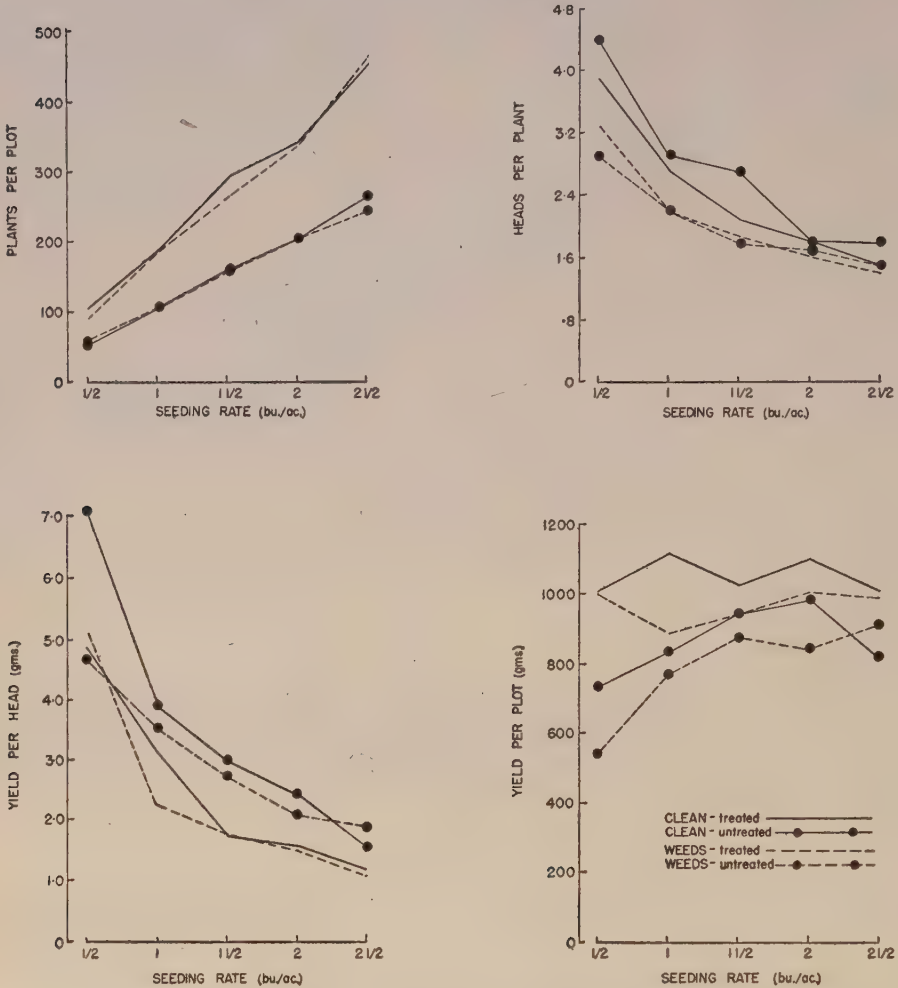 PLANTS PER PLOT
500
400
300
200
100
0
1/2 1 1 1/2 2 2 1/2
SEEDING RATE (bu./ac.)
HEADS PER PLANT
4·8
4·0
3·2
2·4
1·6
·8
0
1/2 1 1 1/2 2 2 1/2
SEEDING RATE (bu./ac.)
YIELD PER HEAD (gms.)
7·0
6·0
5·0
4·0
3·0
2·0
1·0
0
1/2 1 1 1/2 2 2 1/2
SEEDING RATE (bu./ac.)
YIELD PER PLOT (gms)
1200
1000
800
600
400
200
0
1/2 1 1 1/2 2 2 1/2
SEEDING RATE (bu./ac.)
CLEAN - treated
CLEAN - untreated
WEEDS - treated
WEEDS - untreated